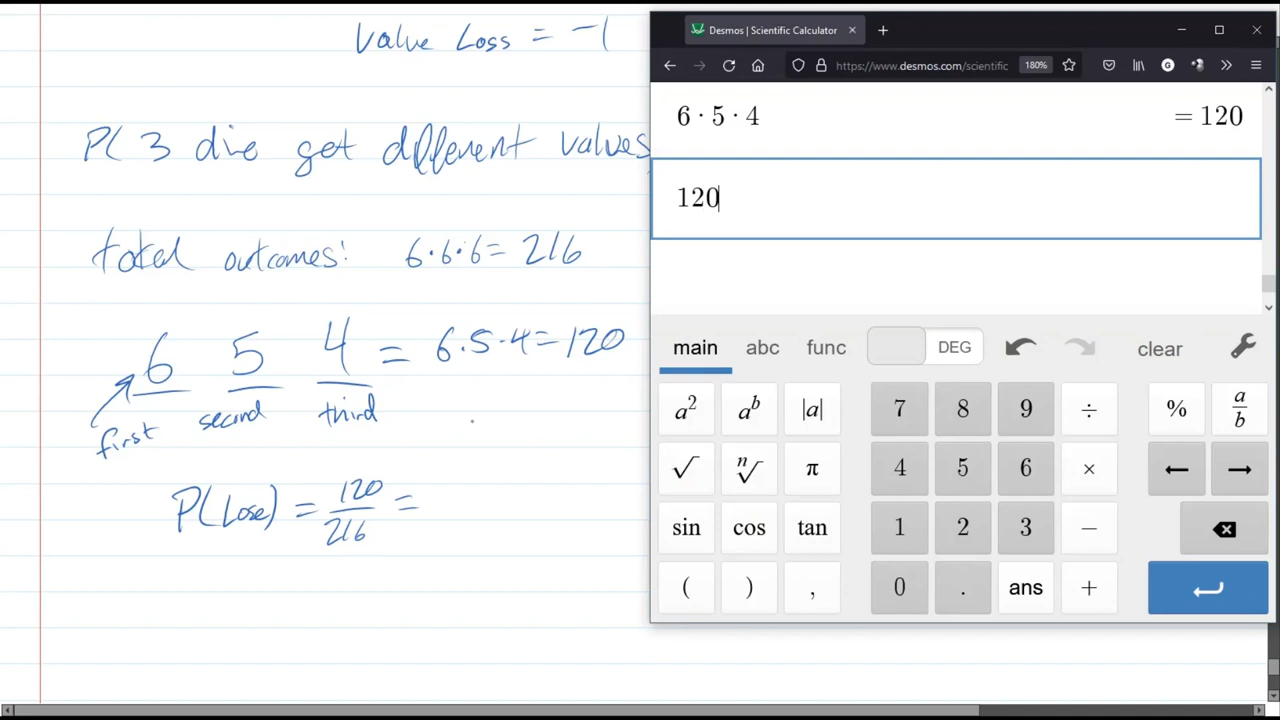 Value Loss = -1
P( 3 die get different values
total outcomes: 6·6·6= 216
6 5 4 = 6·5·4=120
first second third
P(Lose) = 120/216 =
Desmos | Scientific Calculator
https://www.desmos.com/scientific 180%
6 · 5 · 4 = 120
120
main abc func DEG clear
a² aᵇ |a| 7 8 9 ÷ % a/b
√ ⁿ√ π 4 5 6 × ← →
sin cos tan 1 2 3 −
( ) , 0 . ans +